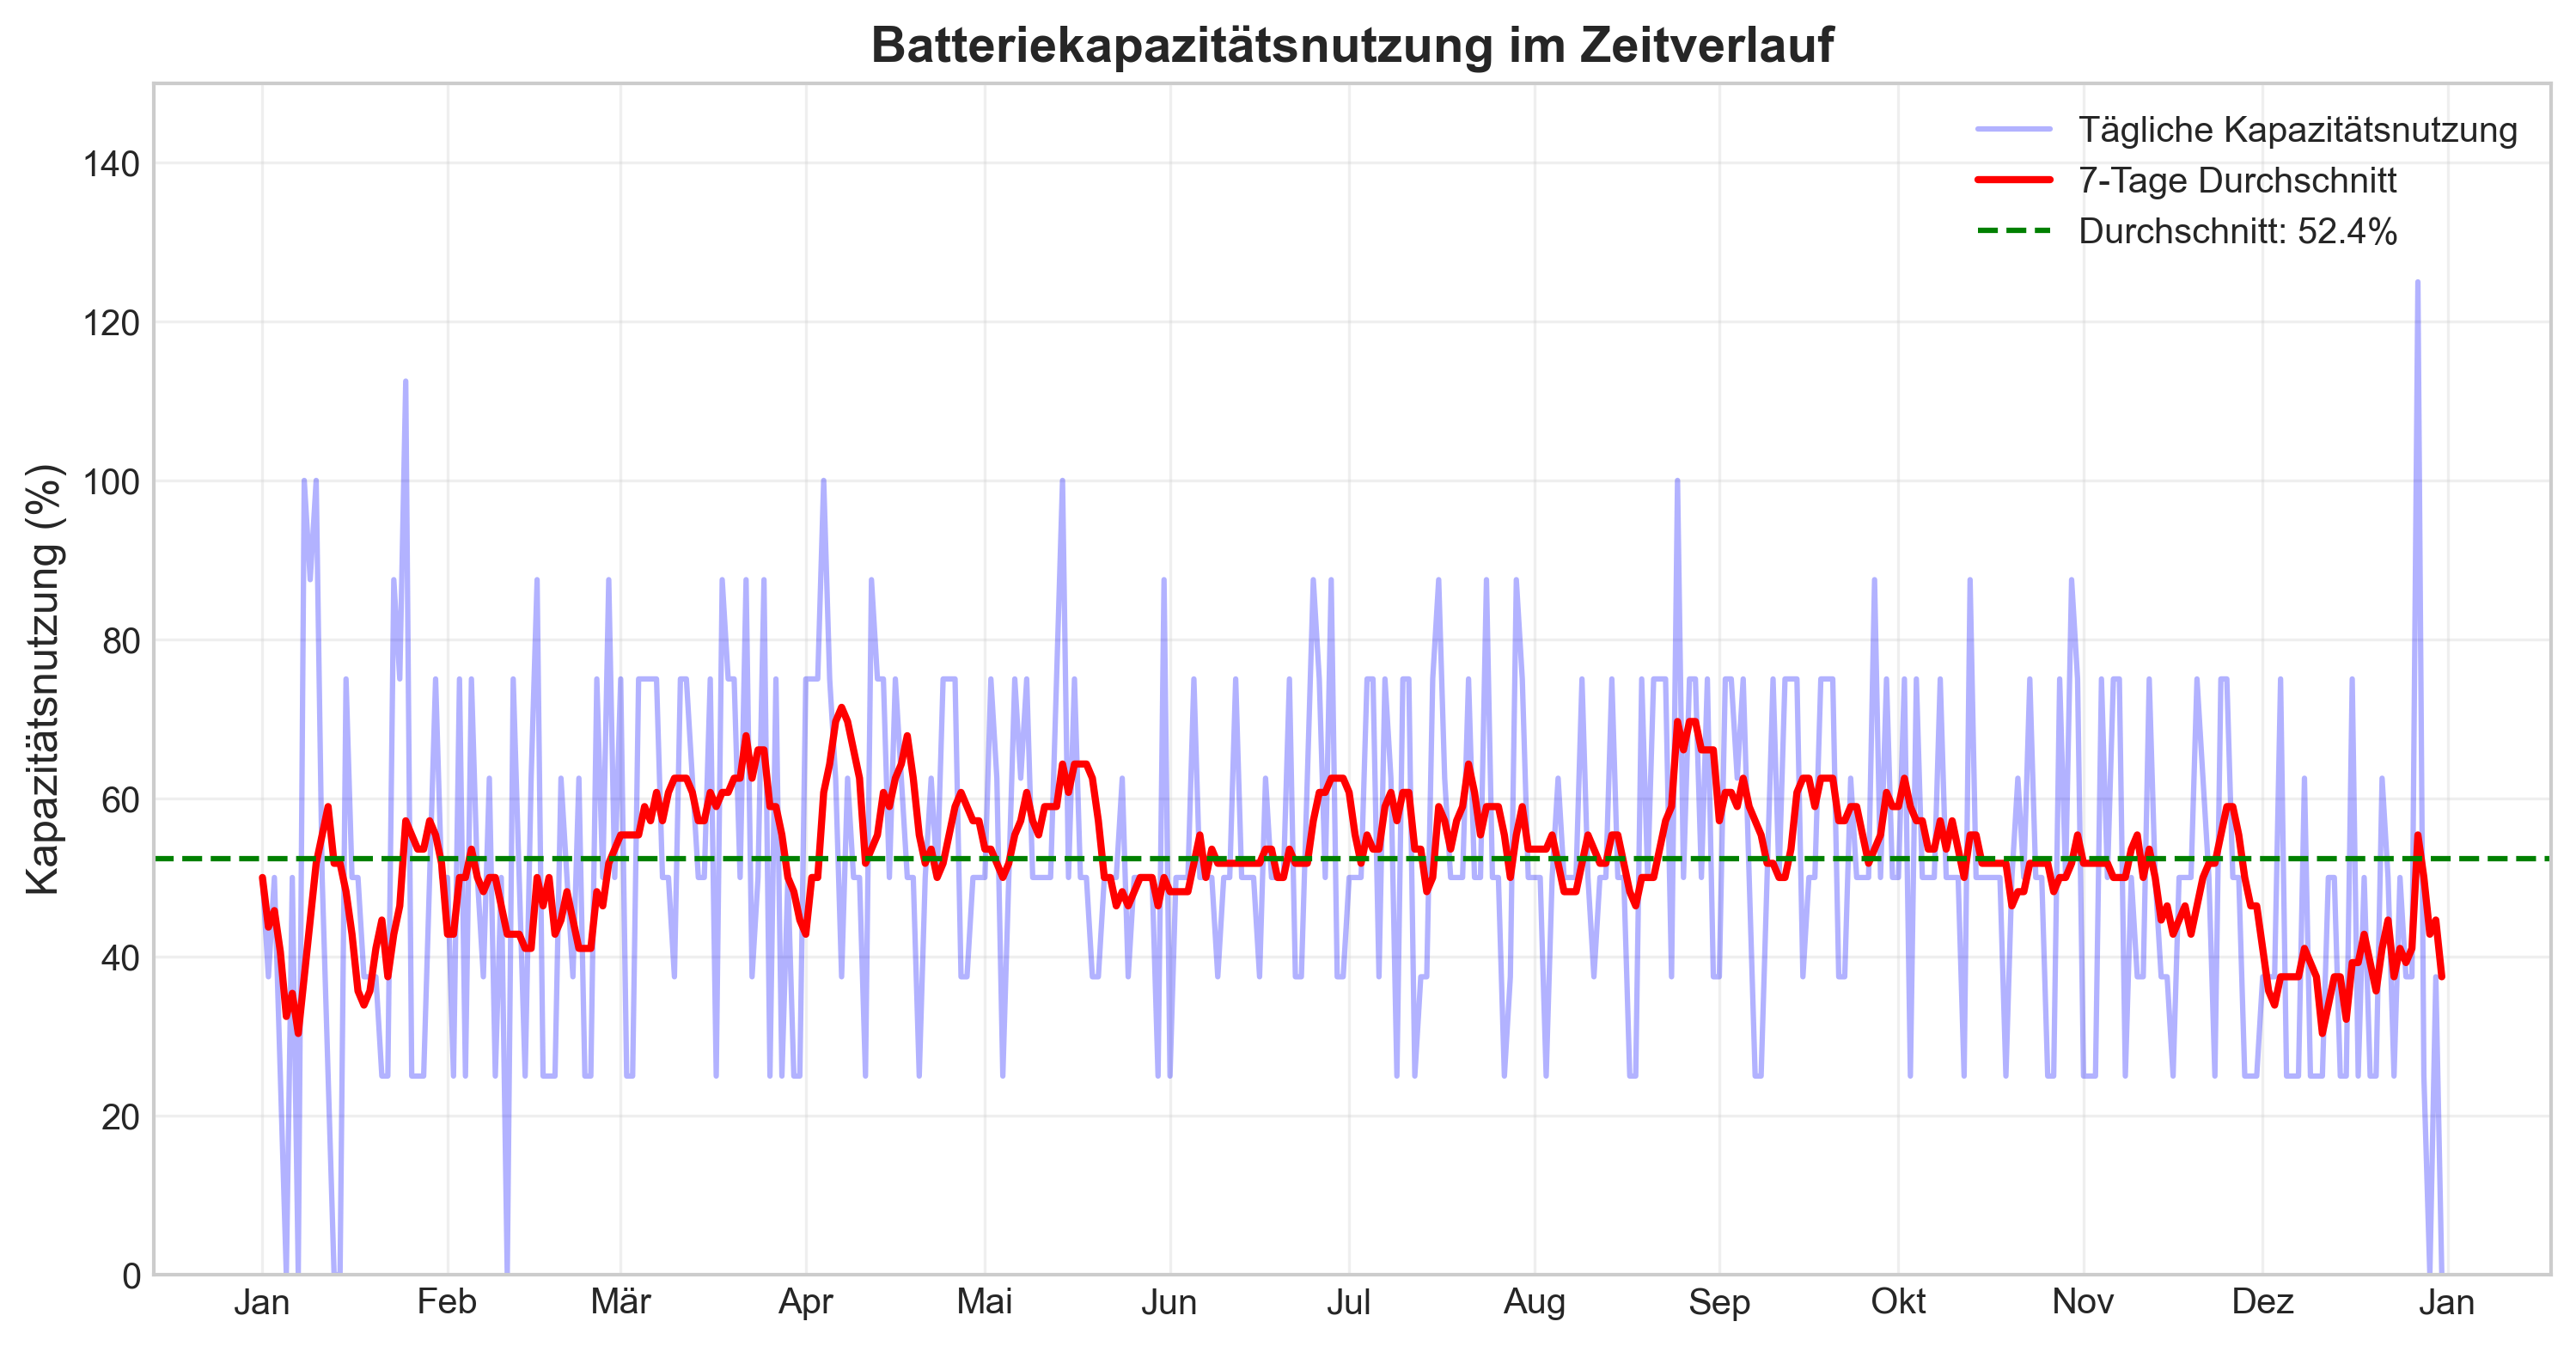 Batteriekapazitätsnutzung im Zeitverlauf
Tägliche Kapazitätsnutzung
7-Tage Durchschnitt
Durchschnitt: 52.4%
Kapazitätsnutzung (%)
140
120
100
80
60
40
20
0
Jan Feb Mär Apr Mai Jun Jul Aug Sep Okt Nov Dez Jan